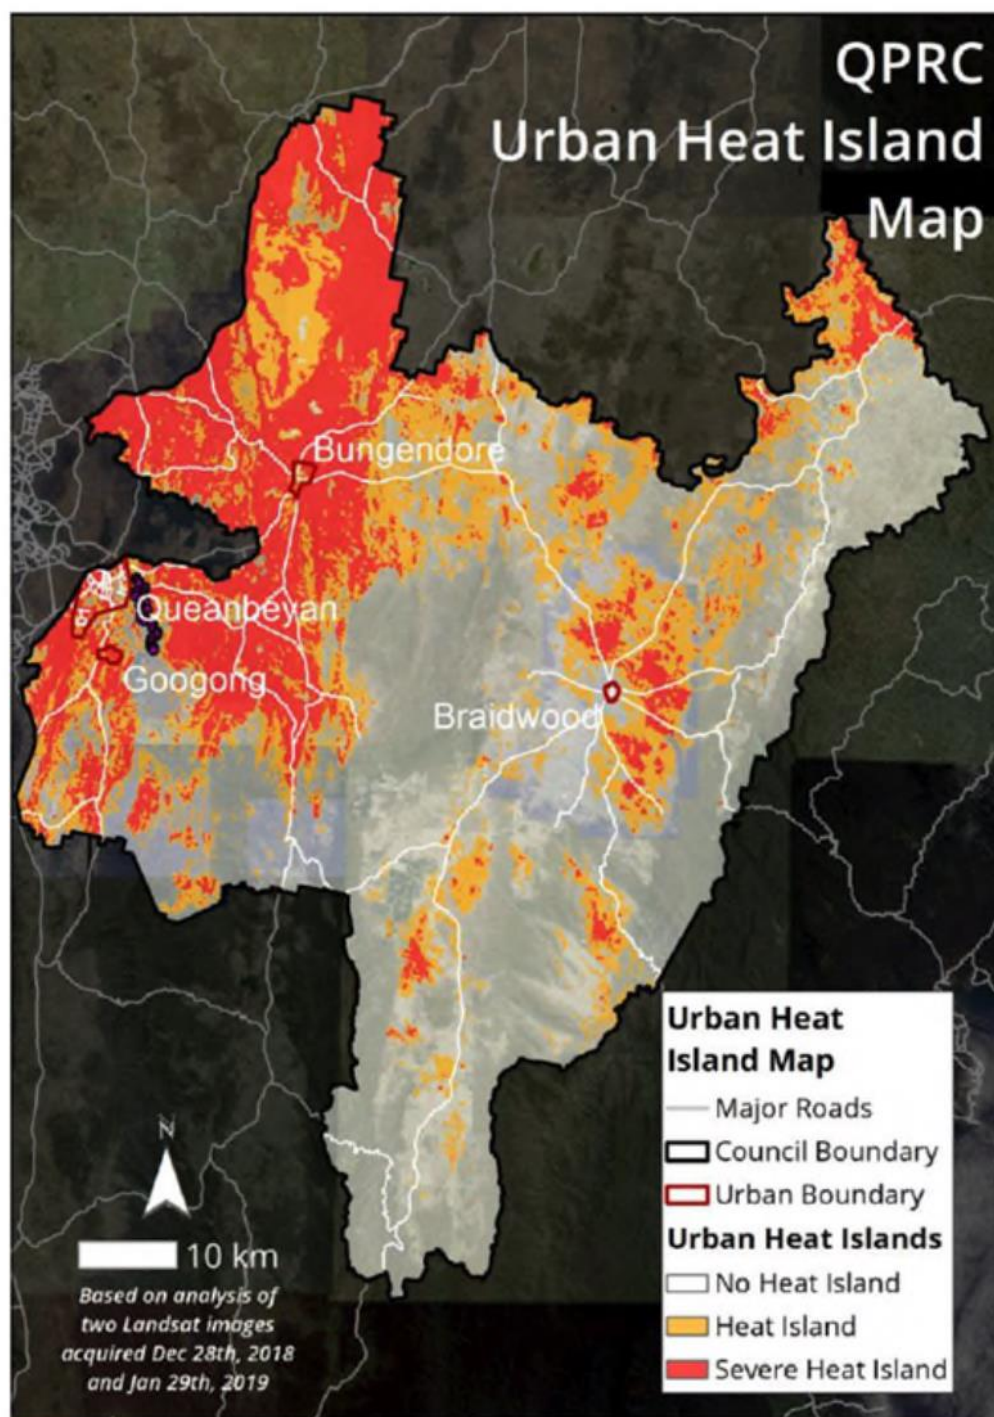 QPRC
Urban Heat Island
Map
Bungendore
Queanbeyan
Googong
Braidwood
N
10 km
Based on analysis of
two Landsat images
acquired Dec 28th, 2018
and Jan 29th, 2019
Urban Heat
Island Map
Major Roads
Council Boundary
Urban Boundary
Urban Heat Islands
No Heat Island
Heat Island
Severe Heat Island